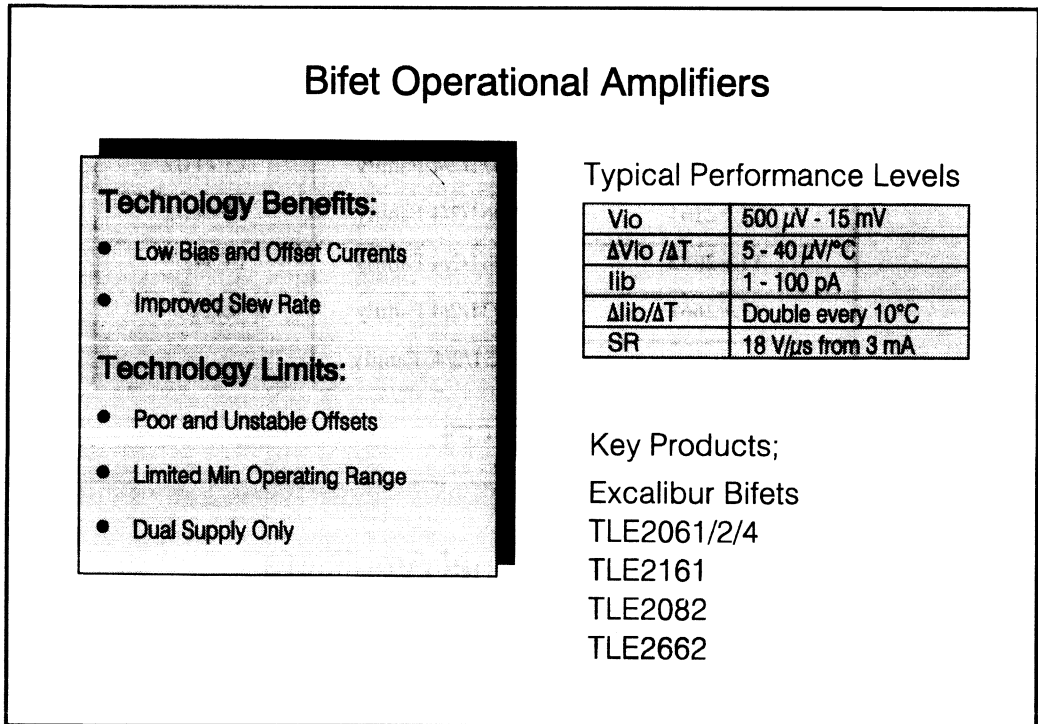 Bifet Operational Amplifiers
Technology Benefits:
• Low Bias and Offset Currents
• Improved Slew Rate
Technology Limits:
• Poor and Unstable Offsets
• Limited Min Operating Range
• Dual Supply Only
Typical Performance Levels
Vio 500 µV - 15 mV
ΔVio /ΔT 5 - 40 µV/°C
Iib 1 - 100 pA
ΔIib/ΔT Double every 10°C
SR 18 V/µs from 3 mA
Key Products;
Excalibur Bifets
TLE2061/2/4
TLE2161
TLE2082
TLE2662